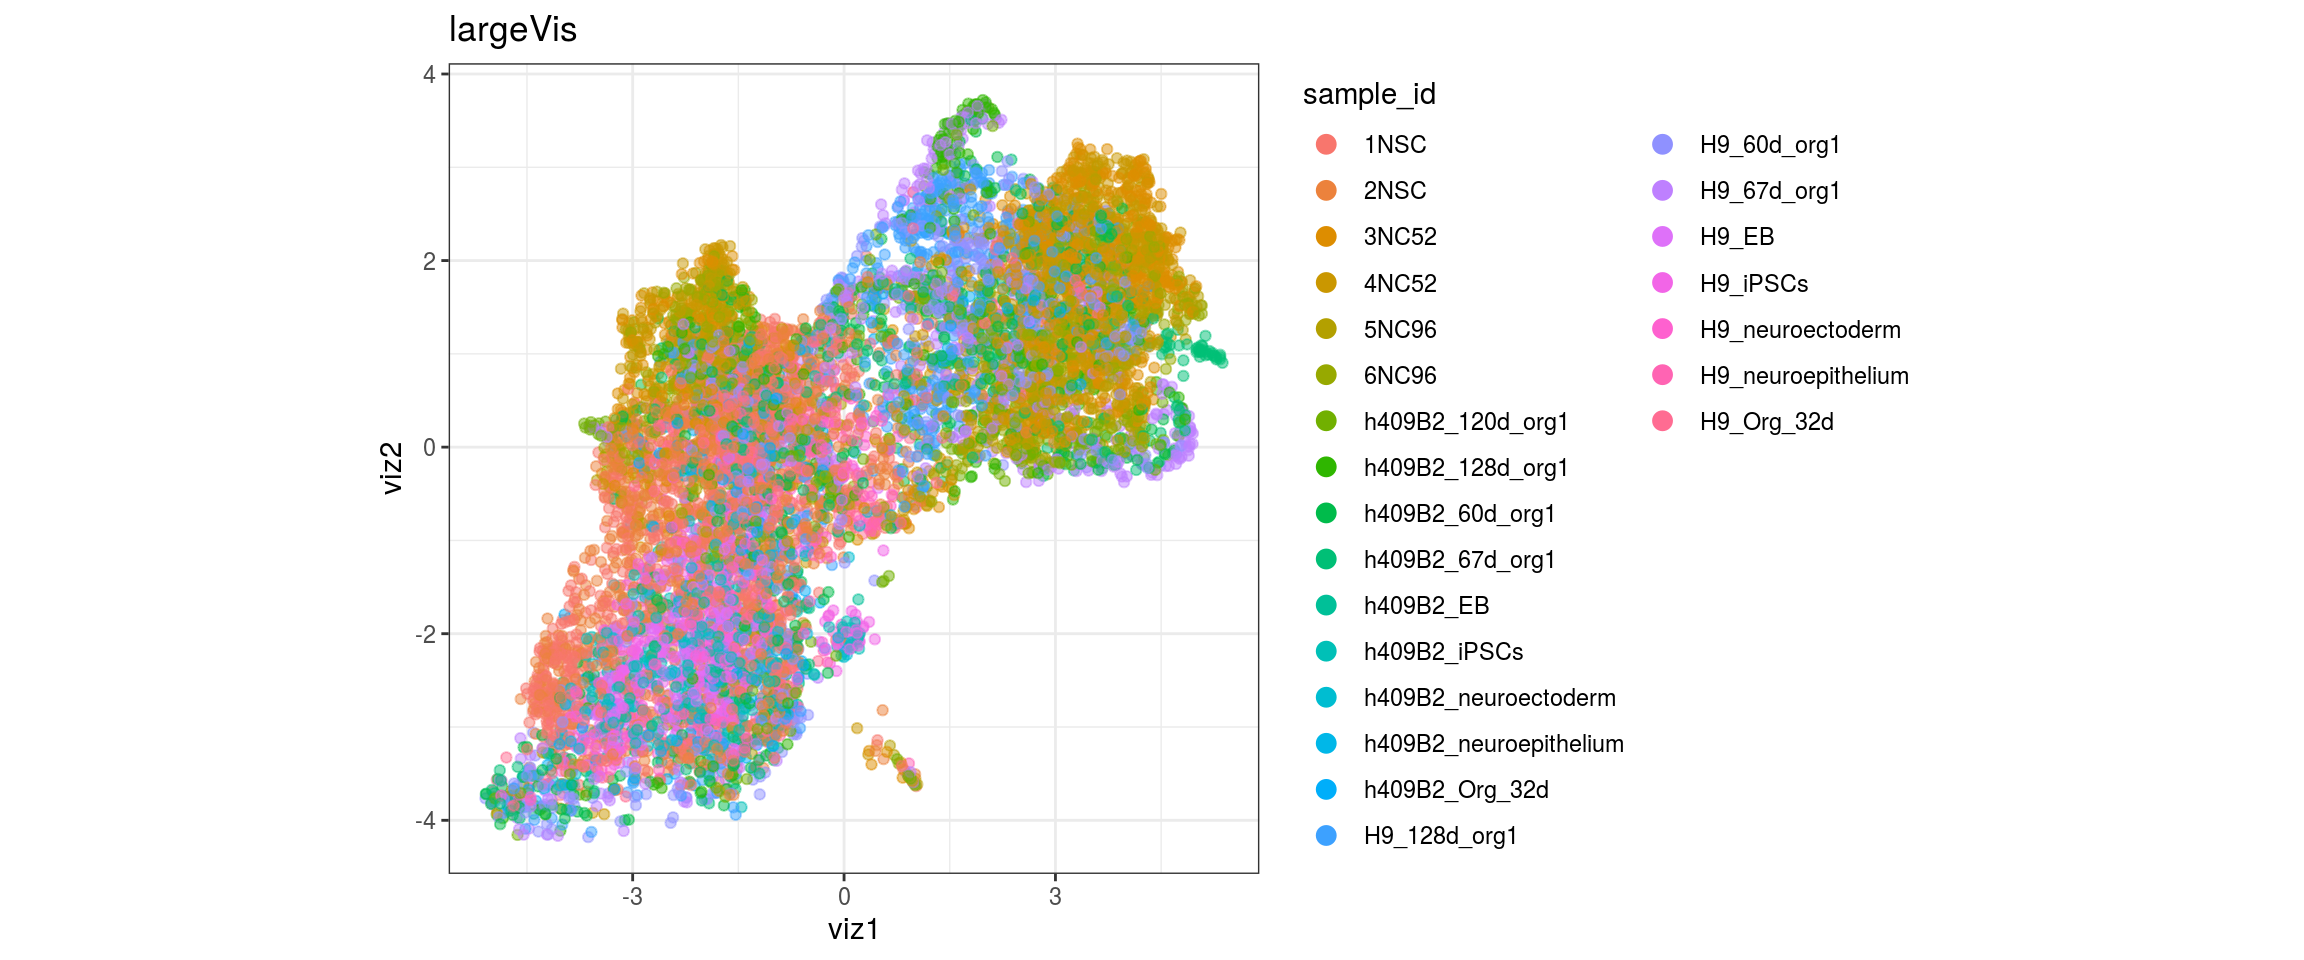 largeVis
4
2
0
-2
-4
viz2
-3
0
3
viz1
sample_id
1NSC
2NSC
3NC52
4NC52
5NC96
6NC96
h409B2_120d_org1
h409B2_128d_org1
h409B2_60d_org1
h409B2_67d_org1
h409B2_EB
h409B2_iPSCs
h409B2_neuroectoderm
h409B2_neuroepithelium
h409B2_Org_32d
H9_128d_org1
H9_60d_org1
H9_67d_org1
H9_EB
H9_iPSCs
H9_neuroectoderm
H9_neuroepithelium
H9_Org_32d